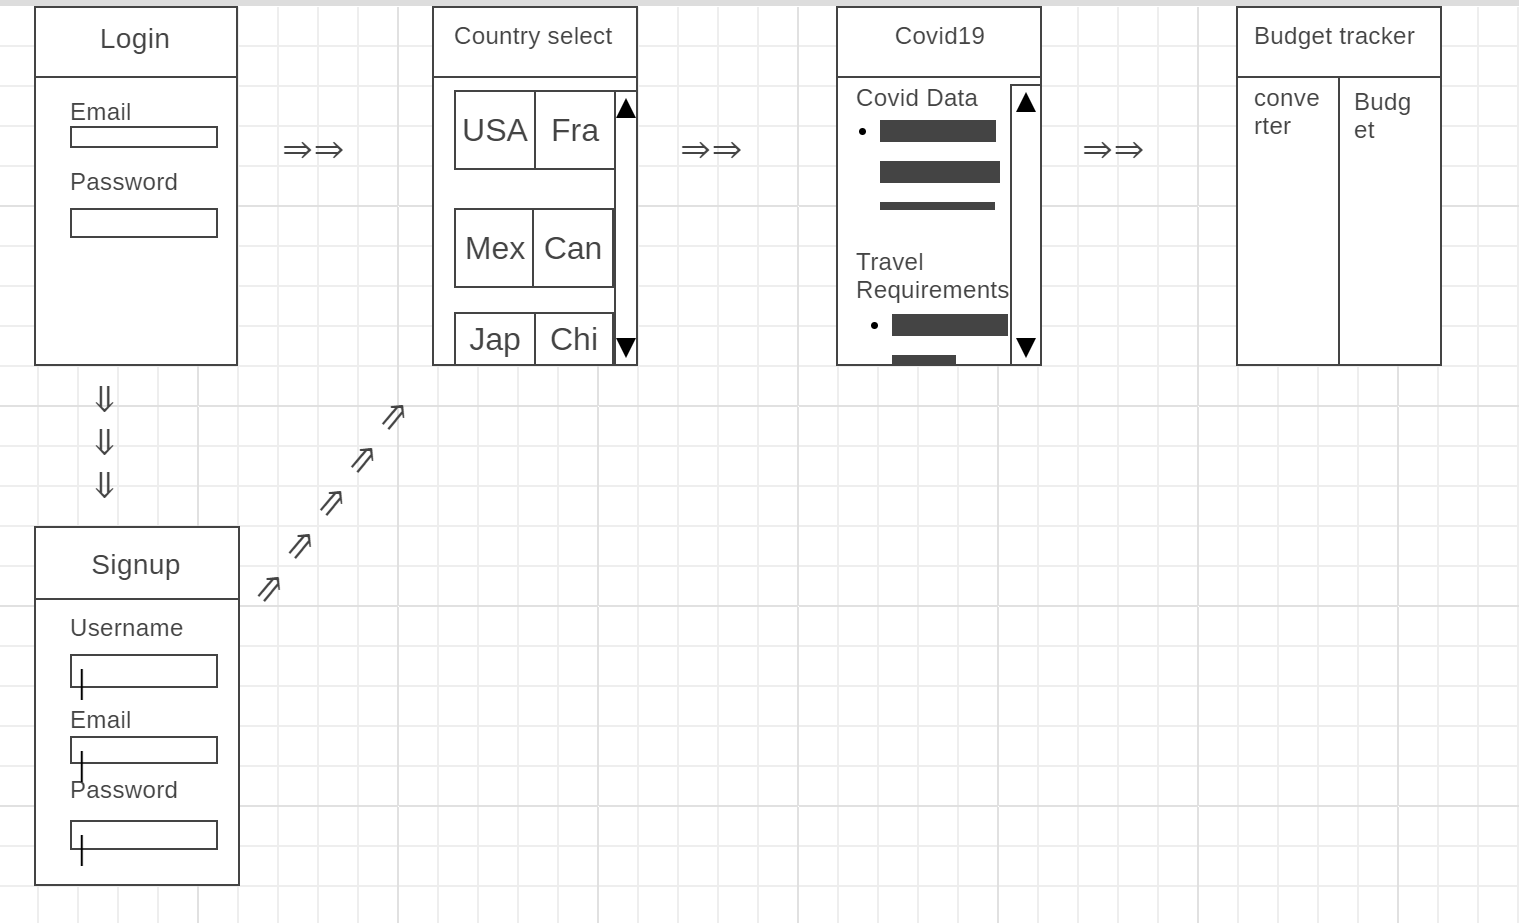 Login
Email
Password
⇒⇒
Country select
USA Fra
Mex Can
Jap Chi
⇒⇒
Covid19
Covid Data
Travel
Requirements
⇒⇒
Budget tracker
conve
rter
Budg
et
⇓
⇓
⇓
Signup
Username
Email
Password